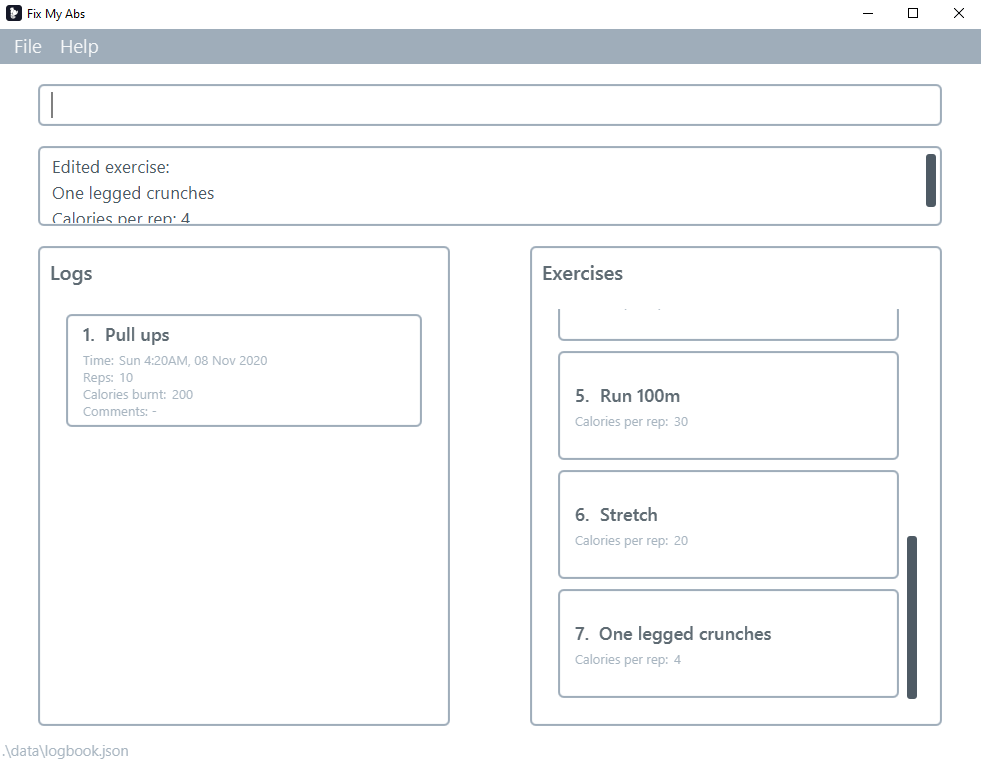 Fix My Abs
File Help
Edited exercise:
One legged crunches
Calories per rep: 4
Logs
1. Pull ups
Time: Sun 4:20AM, 08 Nov 2020
Reps: 10
Calories burnt: 200
Comments: -
Exercises
5. Run 100m
Calories per rep: 30
6. Stretch
Calories per rep: 20
7. One legged crunches
Calories per rep: 4
.\data\logbook.json